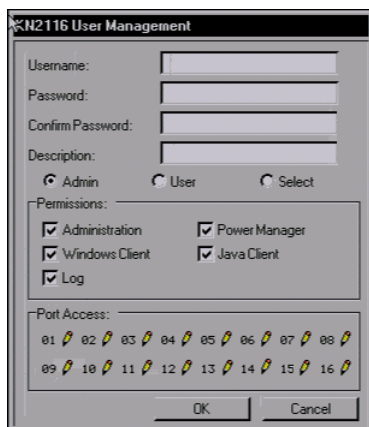 KN2116 User Management
Username:
Password:
Confirm Password:
Description:
Admin User Select
Permissions:
Administration Power Manager
Windows Client Java Client
Log
Port Access:
01 02 03 04 05 06 07 08
09 10 11 12 13 14 15 16
OK Cancel